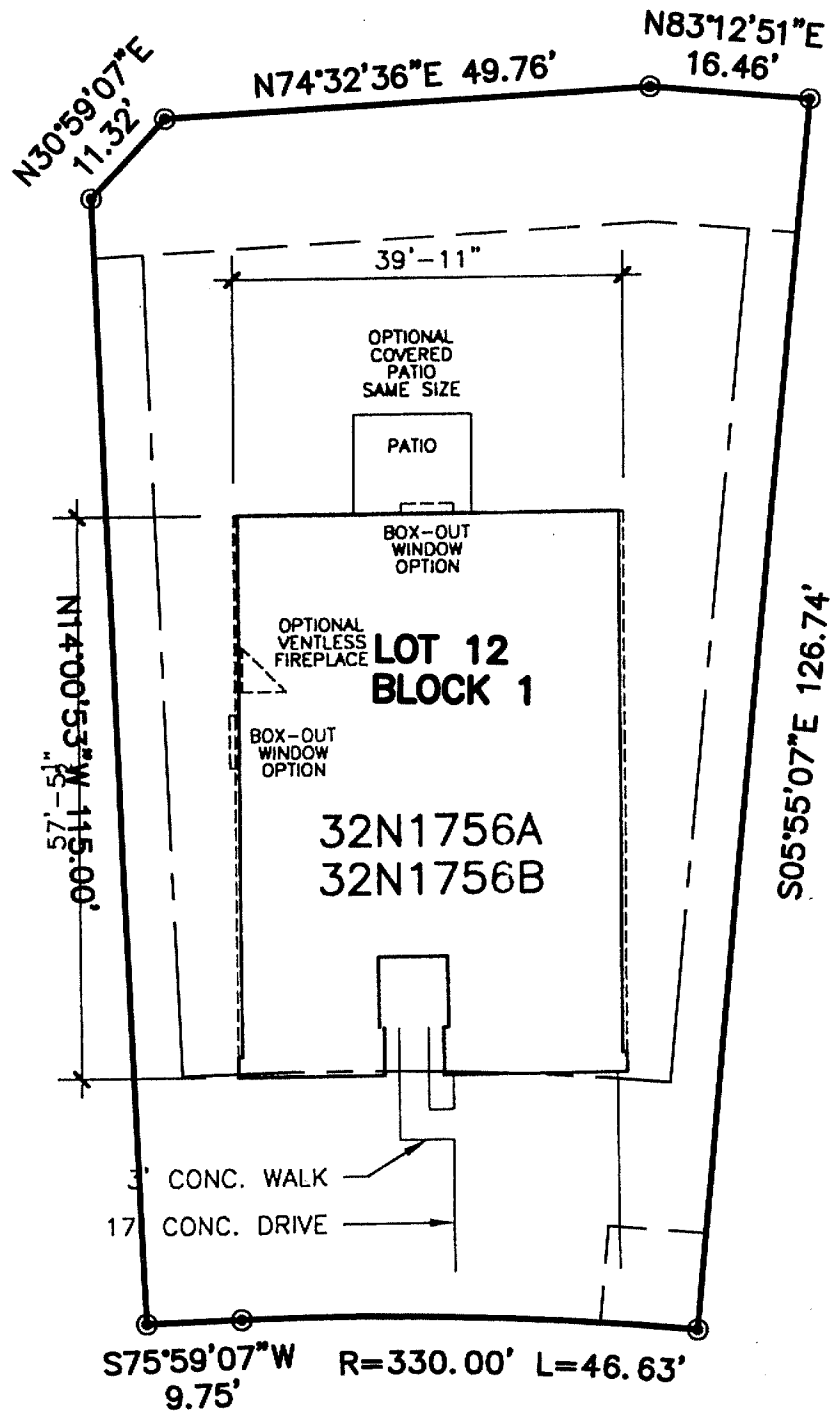 N83°12'51"E
16.46'
N74°32'36"E 49.76'
N30°59'07"E
11.32'
39'-11"
OPTIONAL
COVERED
PATIO
SAME SIZE
PATIO
BOX-OUT
WINDOW
OPTION
OPTIONAL
VENTLESS
FIREPLACE
LOT 12
BLOCK 1
BOX-OUT
WINDOW
OPTION
N14°00'53"W 115.00'
S05°55'07"E 126.74'
32N1756A
32N1756B
3' CONC. WALK
17' CONC. DRIVE
S75°59'07"W
9.75'
R=330.00' L=46.63'